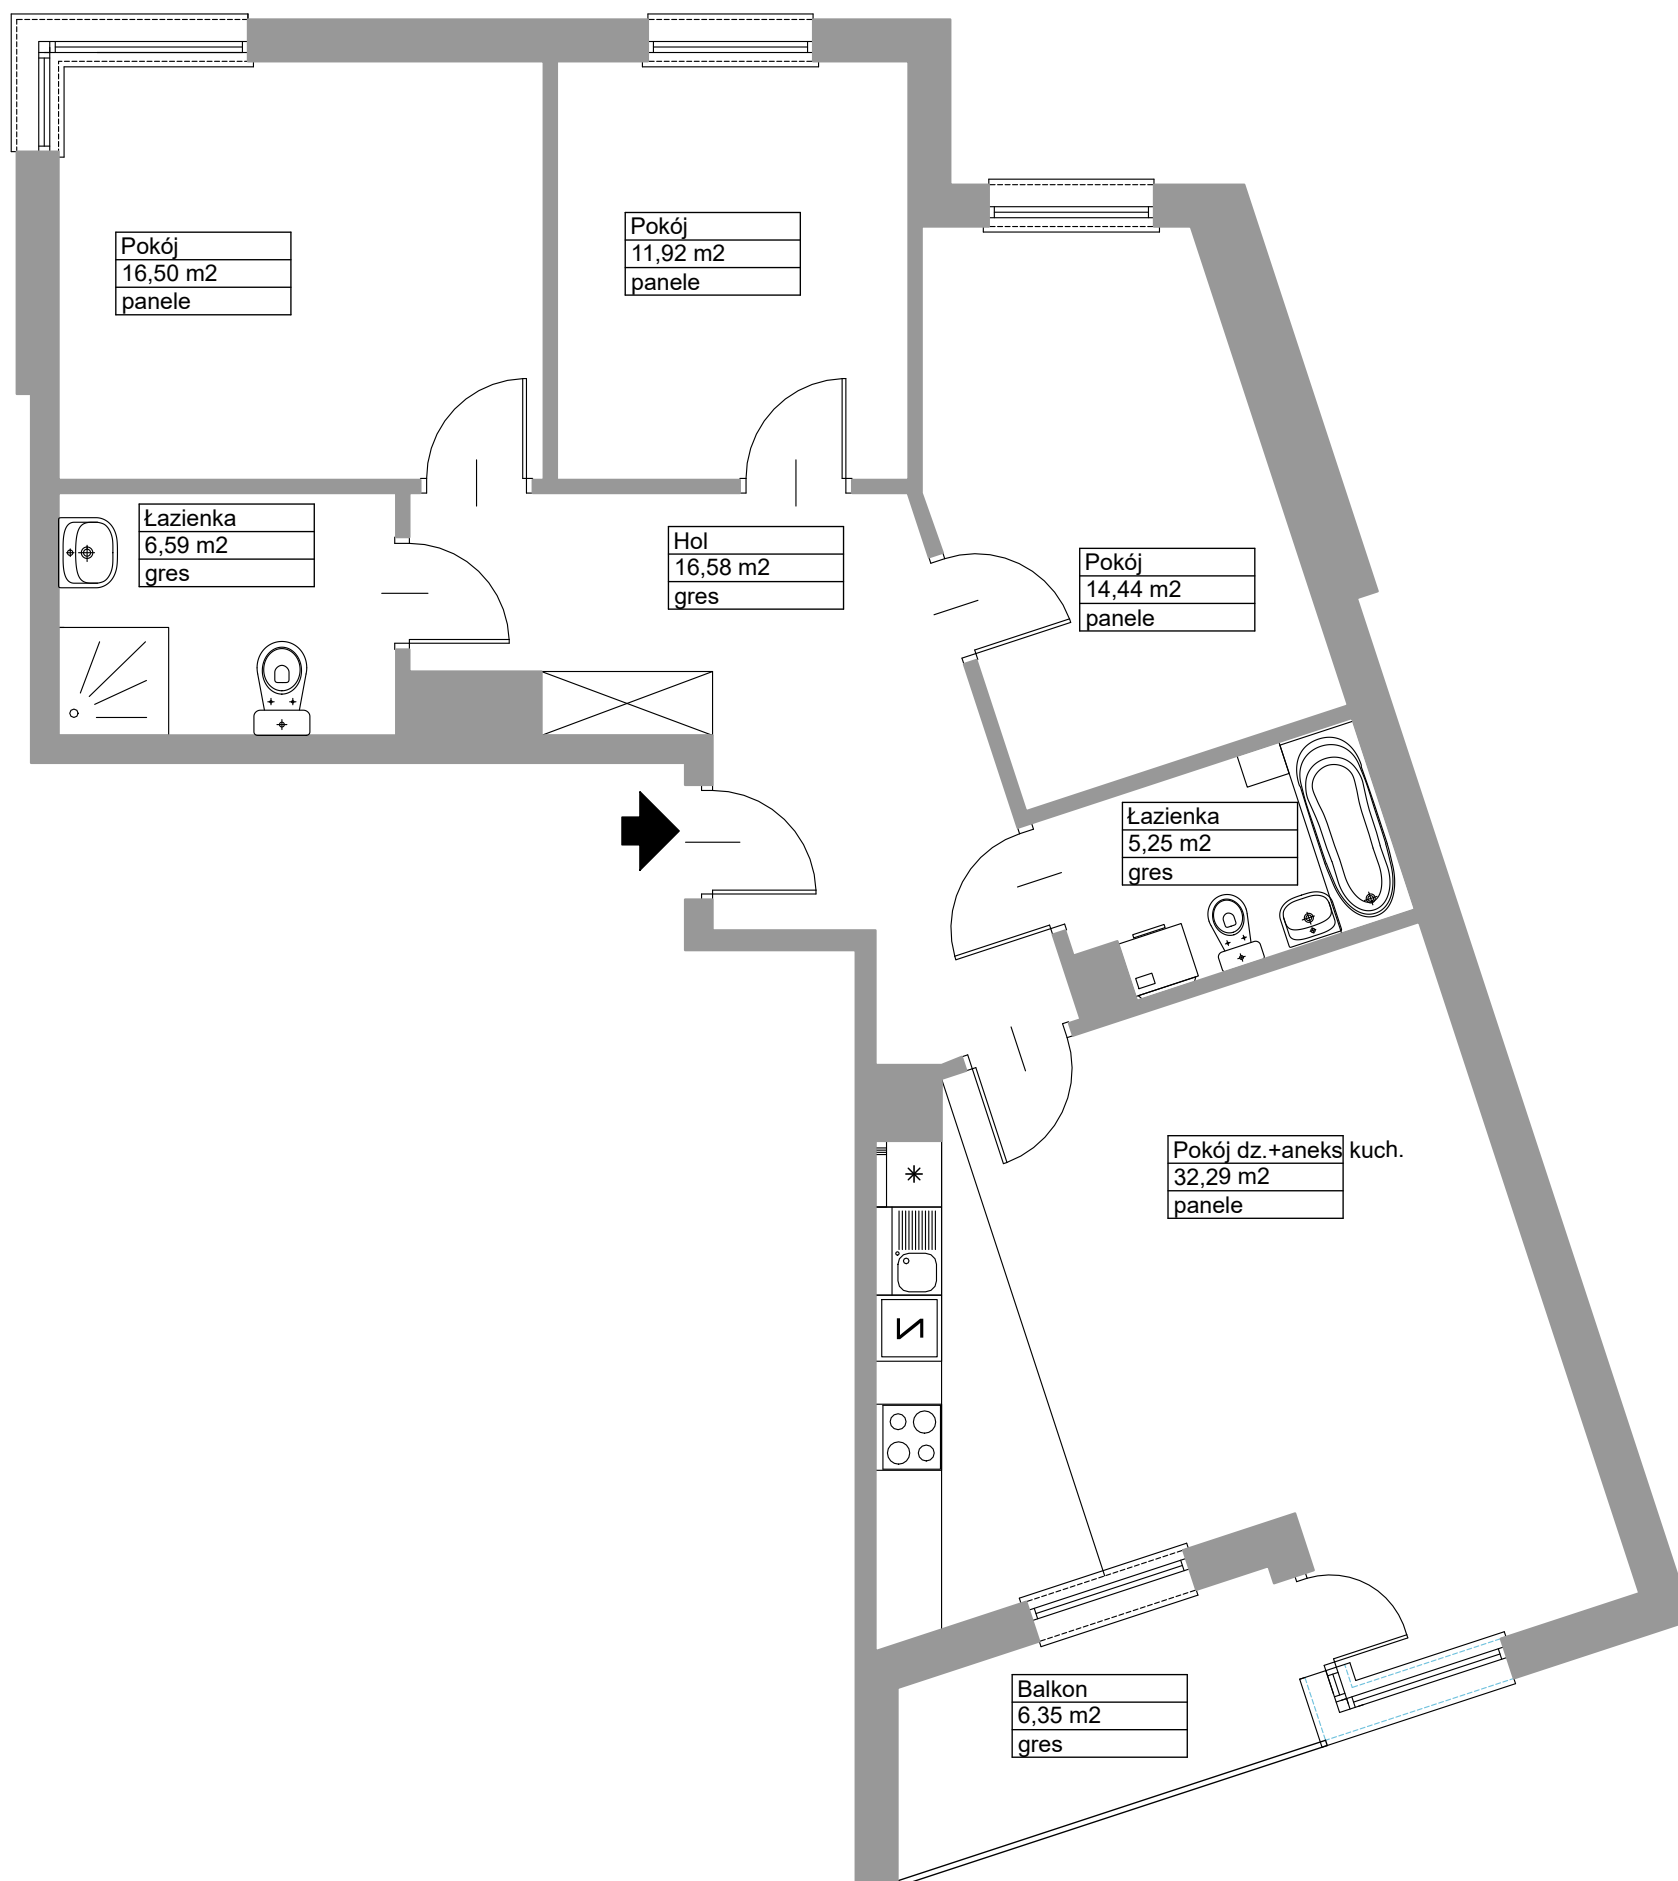 Pokój
16,50 m2
panele
Pokój
11,92 m2
panele
Łazienka
6,59 m2
gres
Hol
16,58 m2
gres
Pokój
14,44 m2
panele
Łazienka
5,25 m2
gres
Pokój dz.+aneks kuch.
32,29 m2
panele
Balkon
6,35 m2
gres